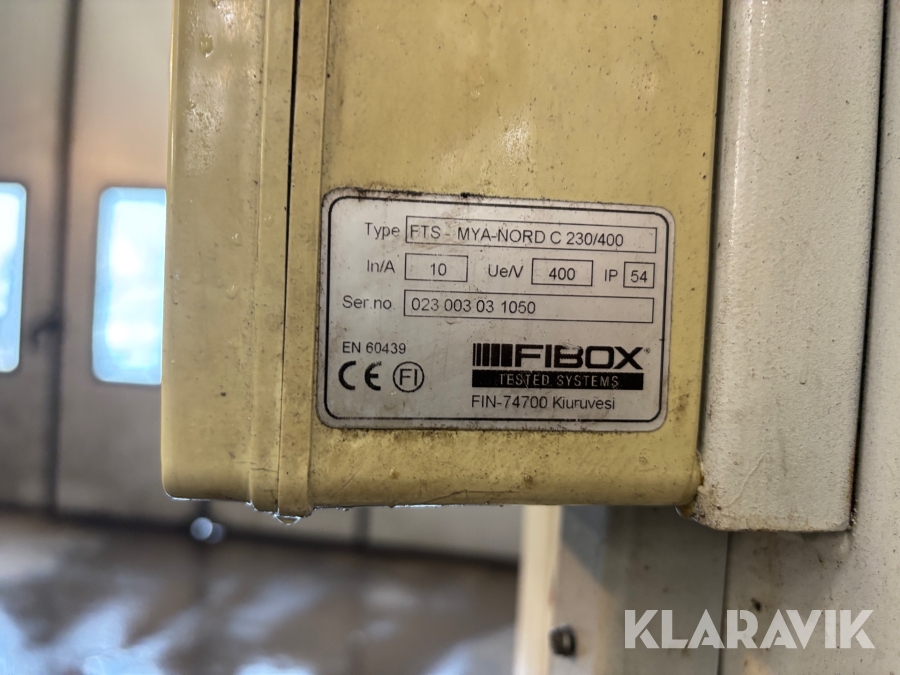 Type FTS - MYA-NORD C 230/400
In/A 10 Ue/V 400 IP 54
Ser.no. 023 003 03 1050
EN 60439
CE FI
FIBOX®
TESTED SYSTEMS
FIN-74700 Kiuruvesi
KLARAVIK